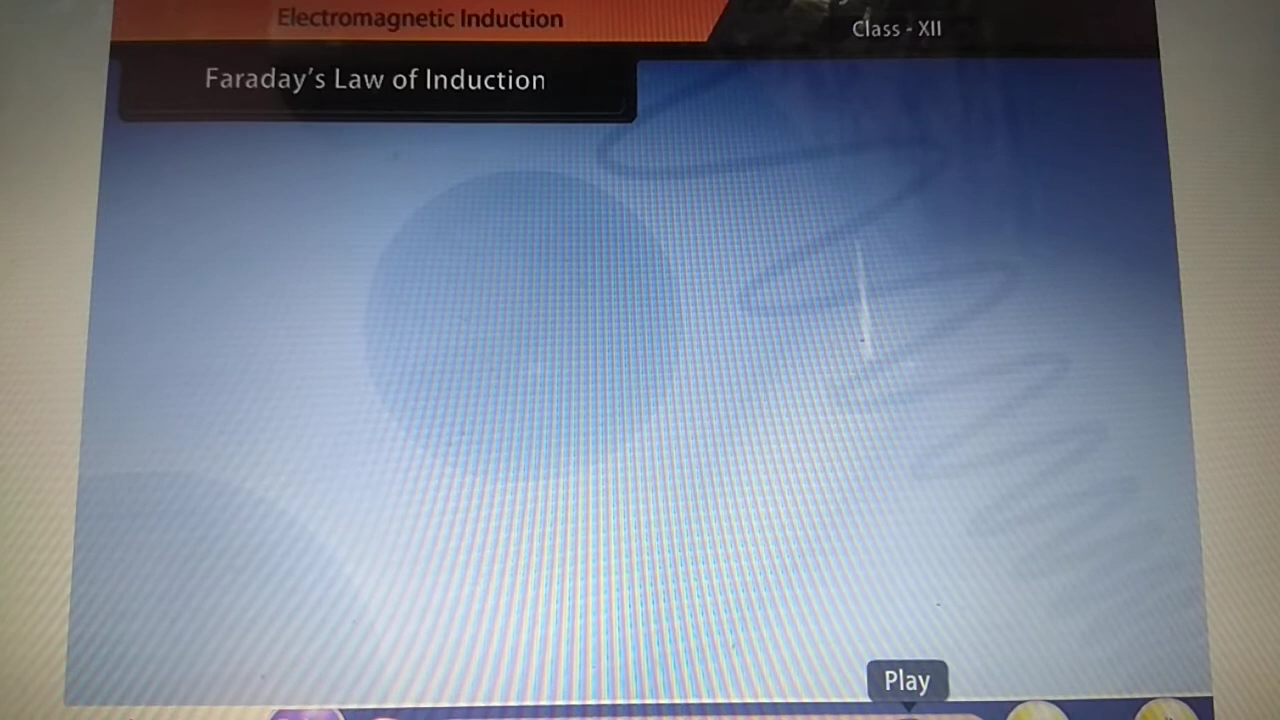 Electromagnetic Induction
Class - XII
Faraday's Law of Induction
Play